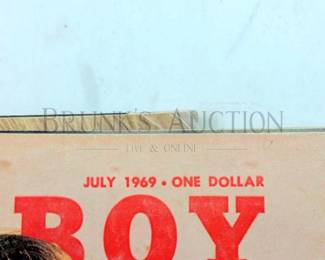 BRUNK'S AUCTION
LIVE & ONLINE
JULY 1969 • ONE DOLLAR
BOY